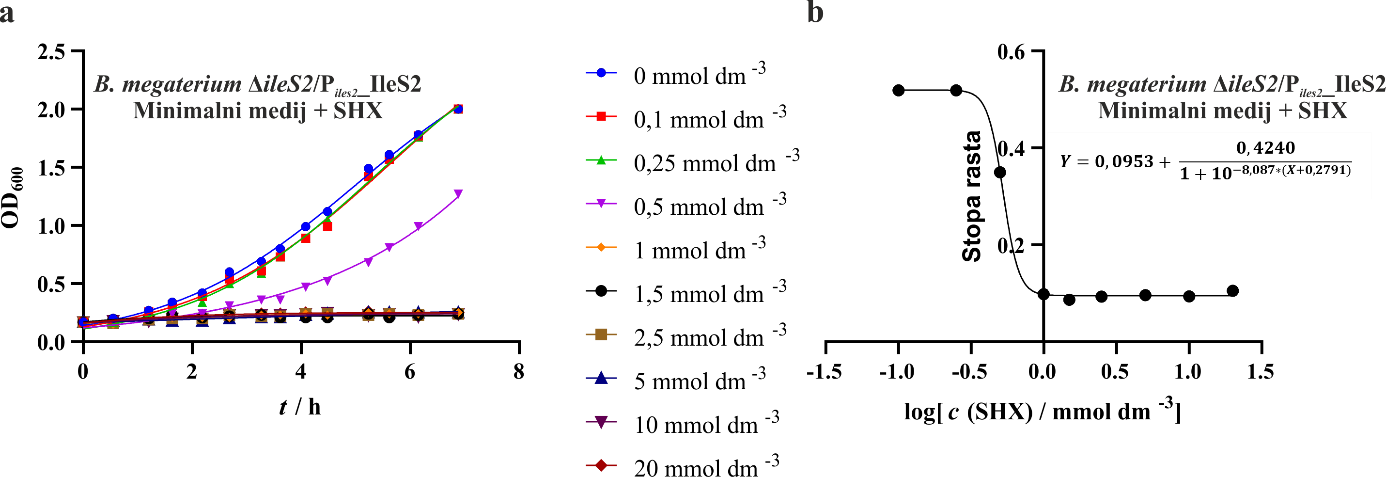 a
B. megaterium ΔileS2/P_iles2_IleS2
Minimalni medij + SHX
OD600
2.5
2.0
1.5
1.0
0.5
0.0
0 2 4 6 8
t / h
0 mmol dm -3
0,1 mmol dm -3
0,25 mmol dm -3
0,5 mmol dm -3
1 mmol dm -3
1,5 mmol dm -3
2,5 mmol dm -3
5 mmol dm -3
10 mmol dm -3
20 mmol dm -3
b
B. megaterium ΔileS2/P_iles2_IleS2
Minimalni medij + SHX
Y = 0,0953 + 0,4240 / (1 + 10^-8,087*(X+0,2791))
Stopa rasta
0.6
0.4
0.2
-1.5 -1.0 -0.5 0.0 0.5 1.0 1.5
log[ c (SHX) / mmol dm -3]